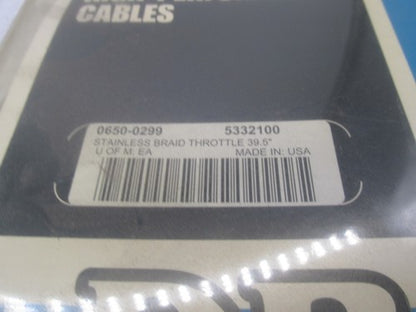 CABLES
0650-0299 5332100
STAINLESS BRAID THROTTLE 39.5"
U OF M: EA MADE IN: USA